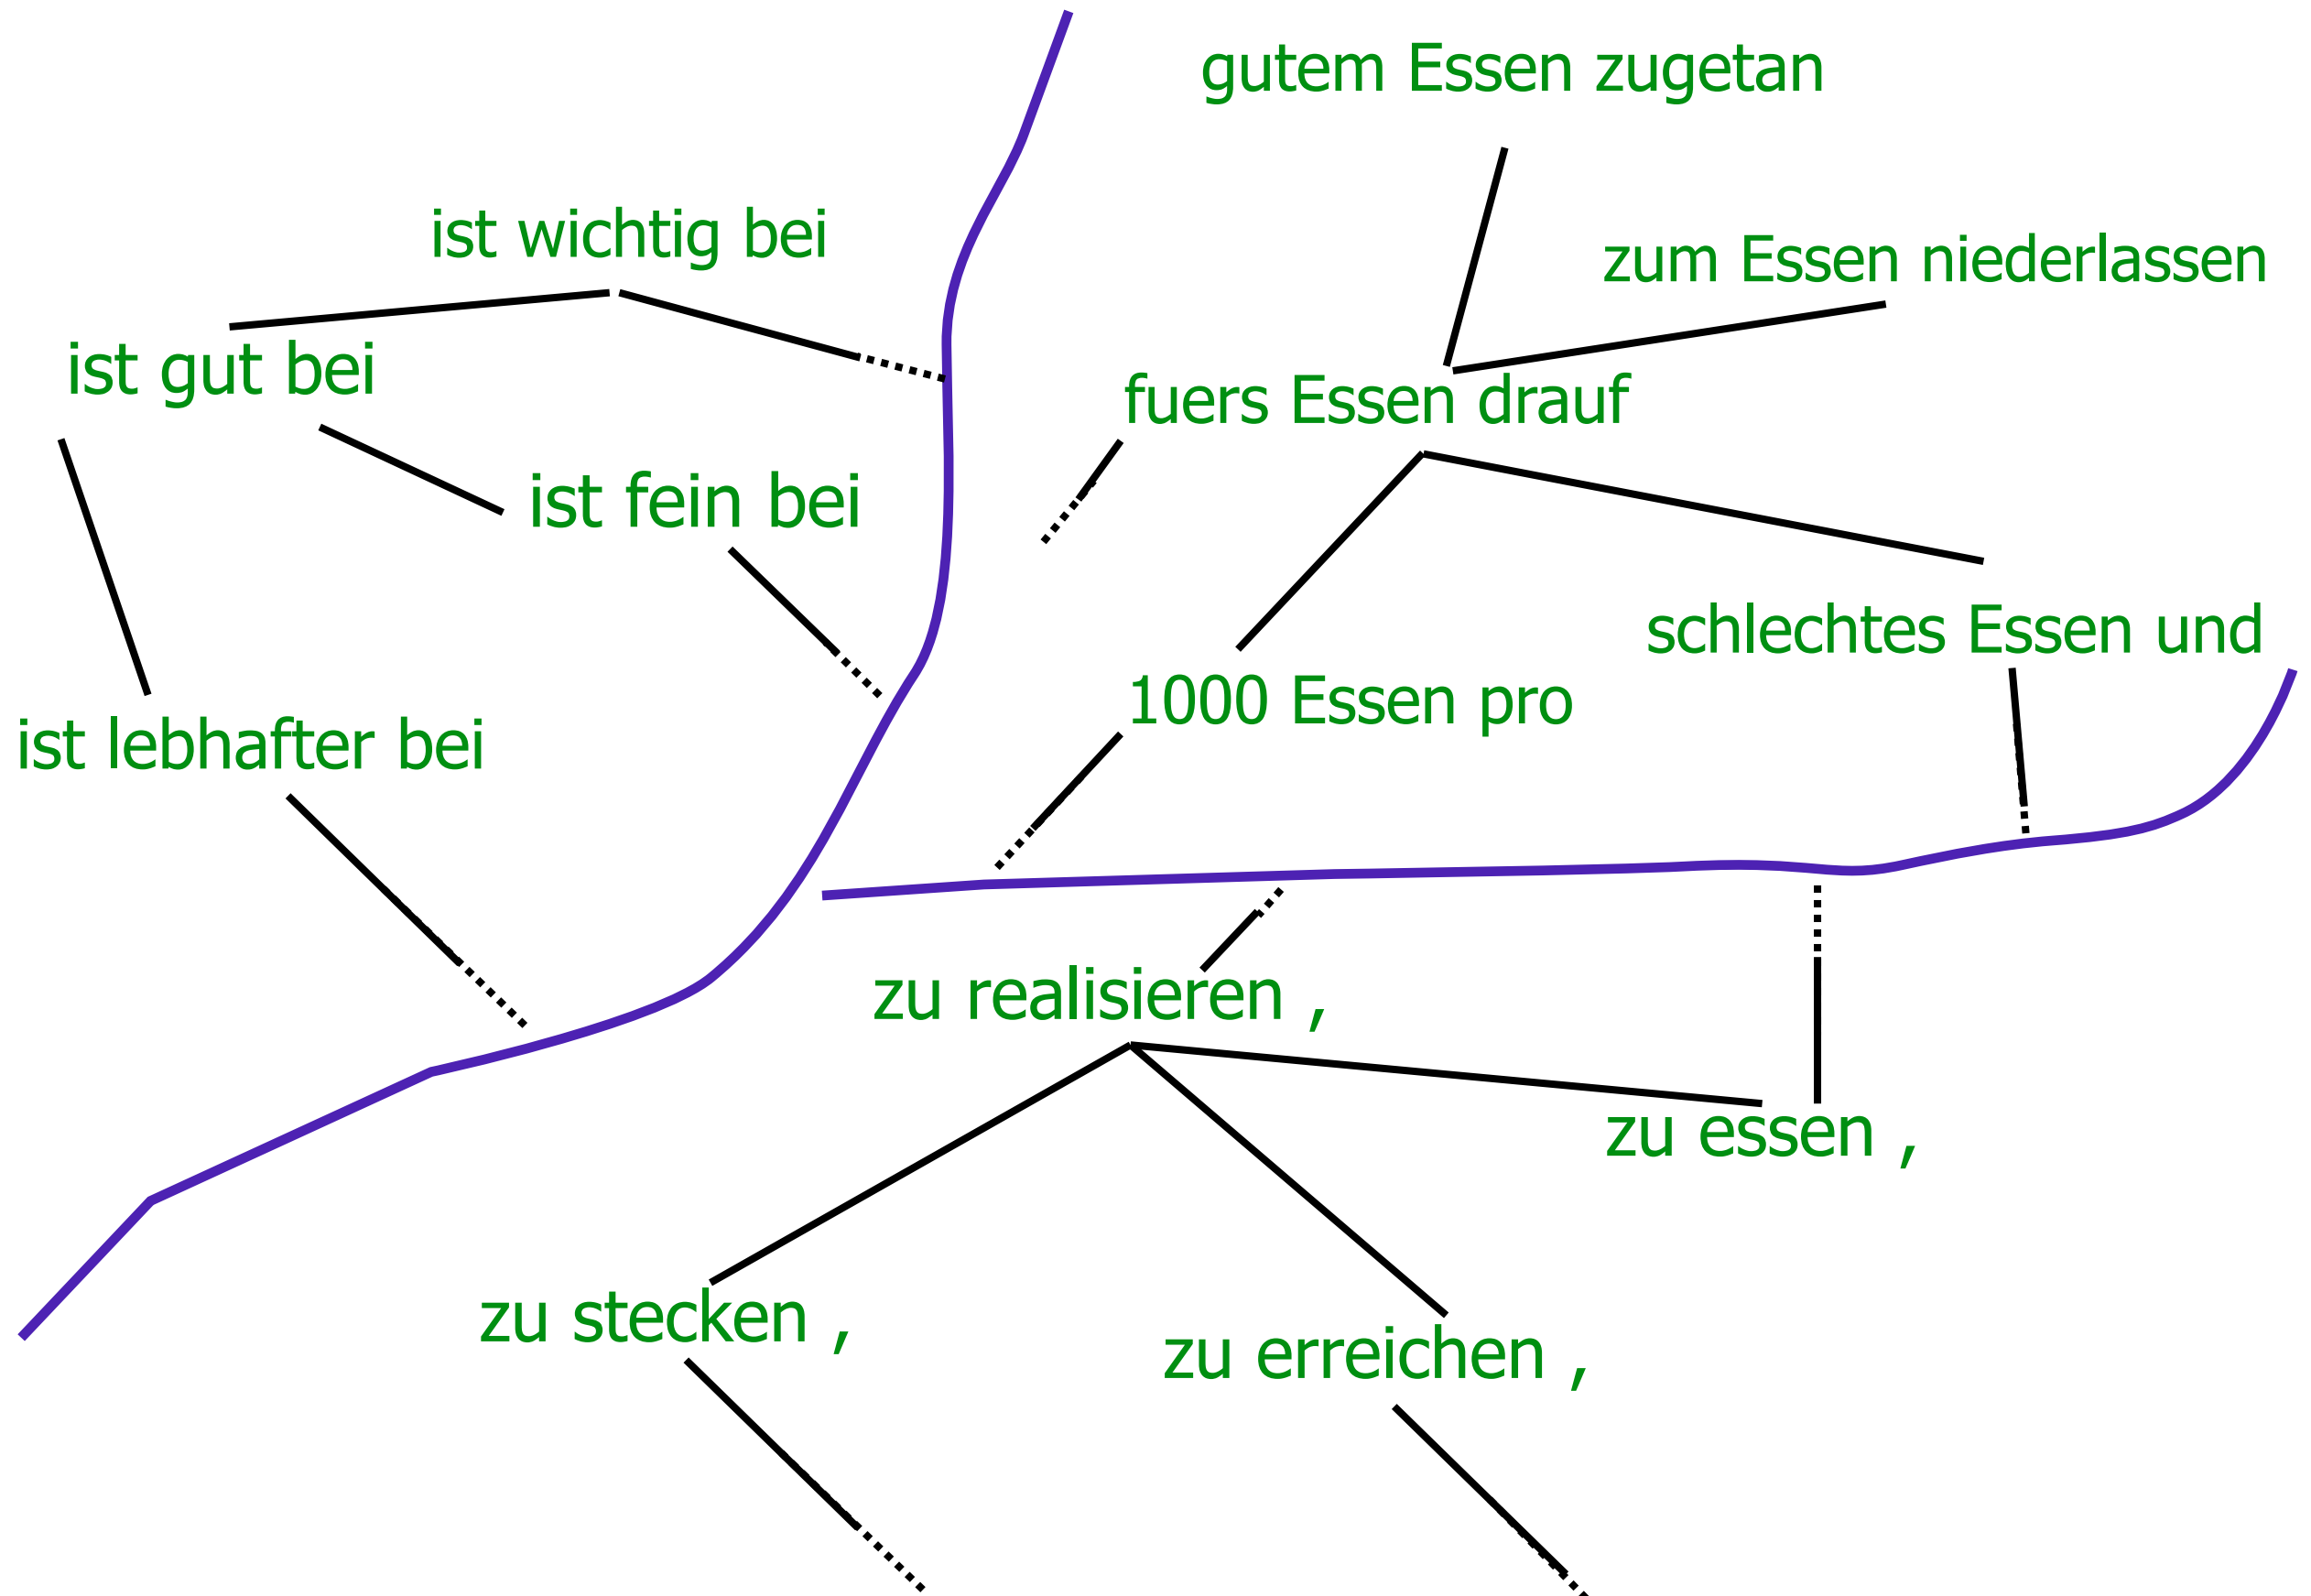 gutem Essen zugetan
ist wichtig bei
zum Essen niederlassen
ist gut bei
fuers Essen drauf
ist fein bei
schlechtes Essen und
1000 Essen pro
ist lebhafter bei
zu realisieren ,
zu essen ,
zu stecken ,
zu erreichen ,